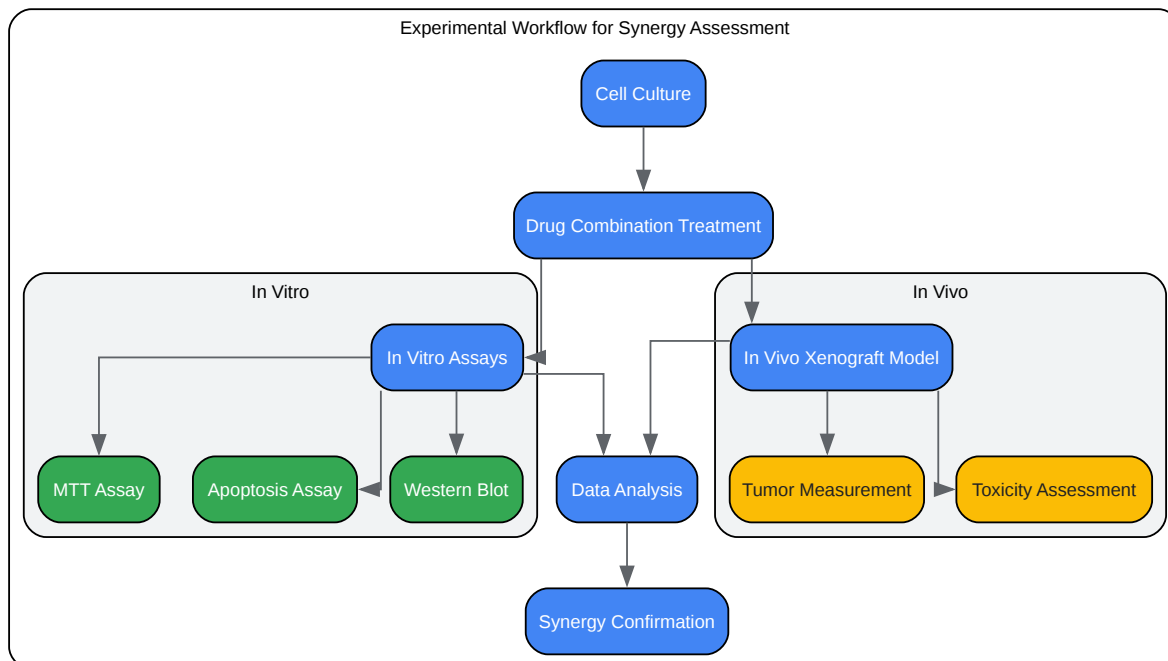 Experimental Workflow for Synergy Assessment
Cell Culture
Drug Combination Treatment
In Vitro
In Vivo
In Vitro Assays
In Vivo Xenograft Model
MTT Assay
Apoptosis Assay
Western Blot
Data Analysis
Tumor Measurement
Toxicity Assessment
Synergy Confirmation